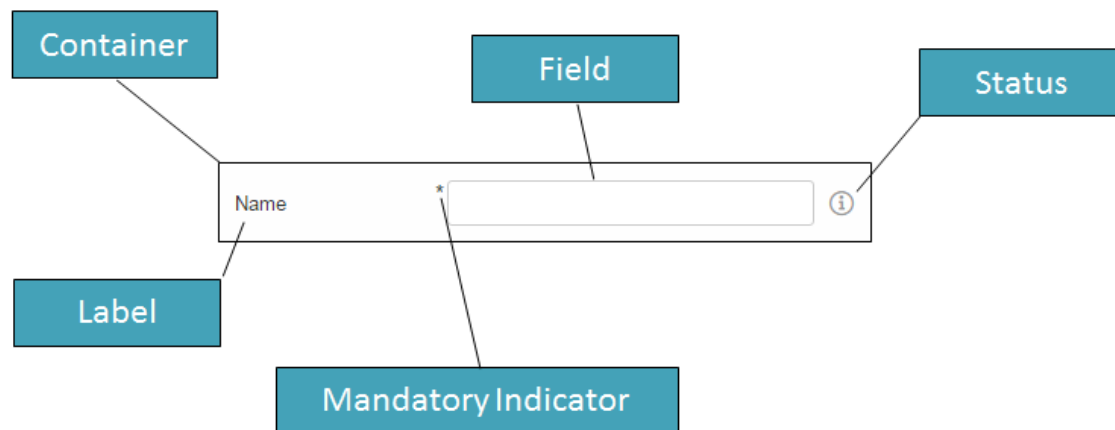 Container
Field
Status
Name
*
Label
Mandatory Indicator